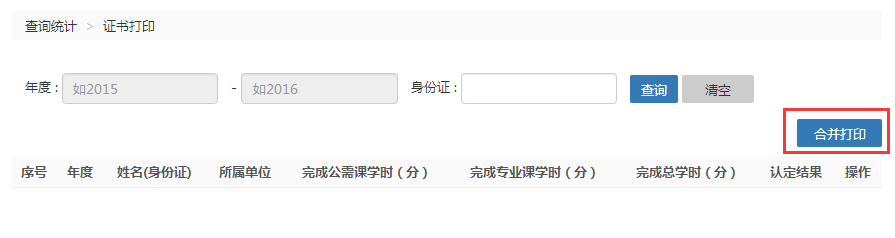 查询统计 > 证书打印
年度： 如2015 - 如2016 身份证： 查询 清空
合并打印
序号 年度 姓名(身份证) 所属单位 完成公需课学时（分） 完成专业课学时（分） 完成总学时（分） 认定结果 操作